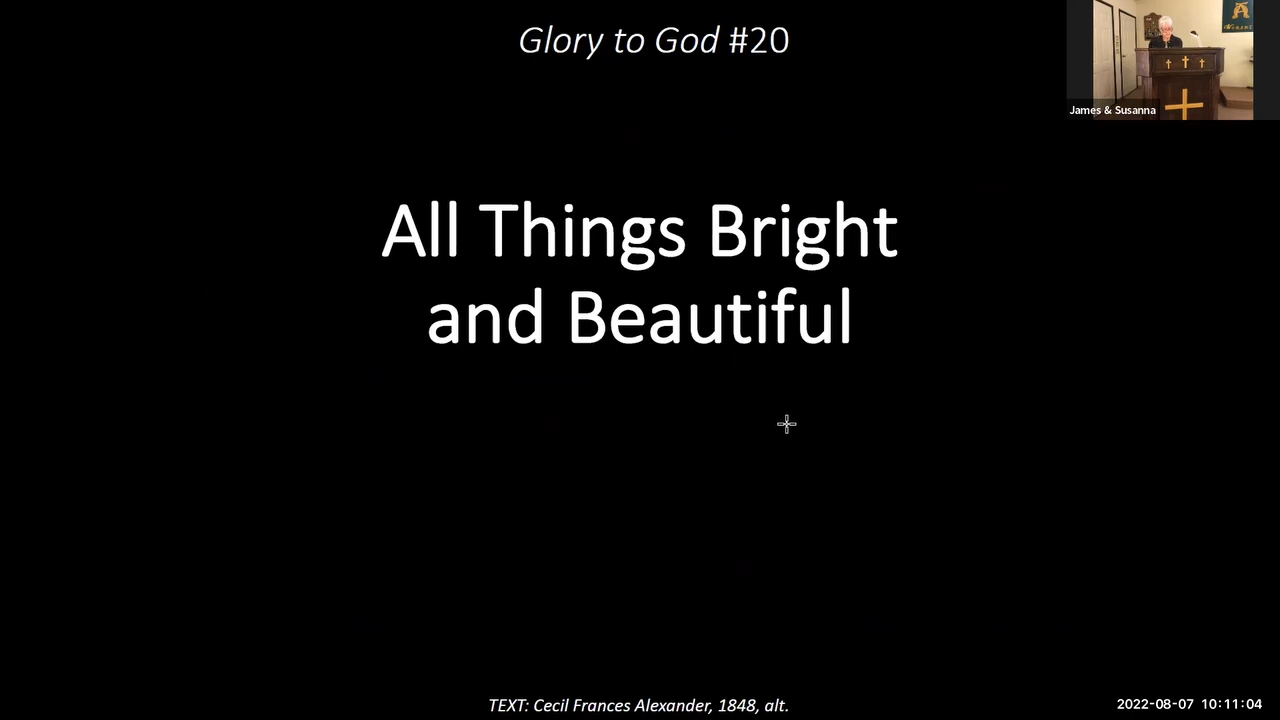 Glory to God #20
James & Susanna
All Things Bright
and Beautiful
TEXT: Cecil Frances Alexander, 1848, alt.
2022-08-07 10:11:04